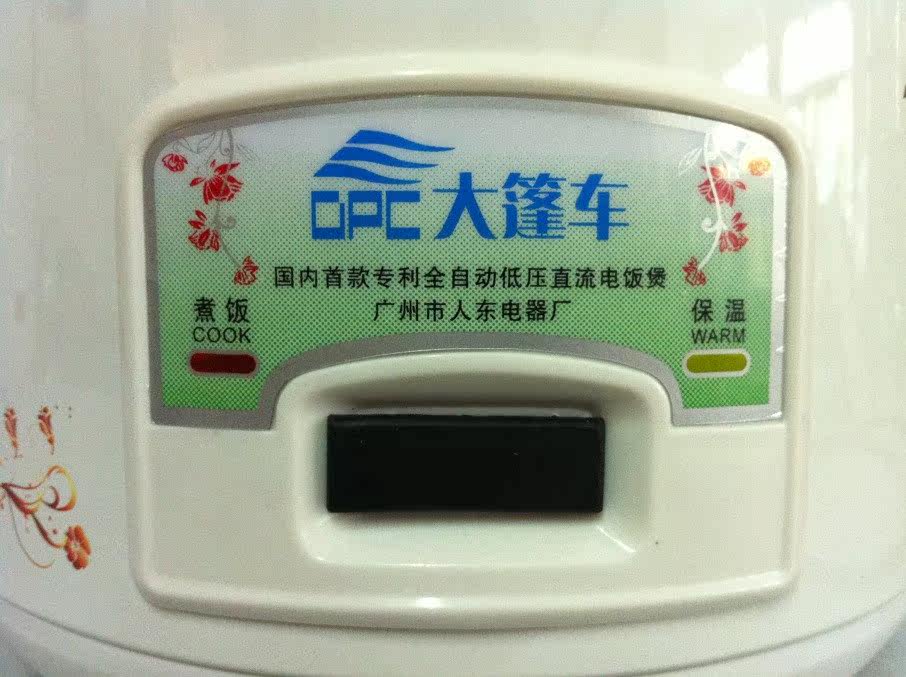 DPC 大篷车
国内首款专利全自动低压直流电饭煲
广州市人东电器厂
煮饭
COOK
保温
WARM